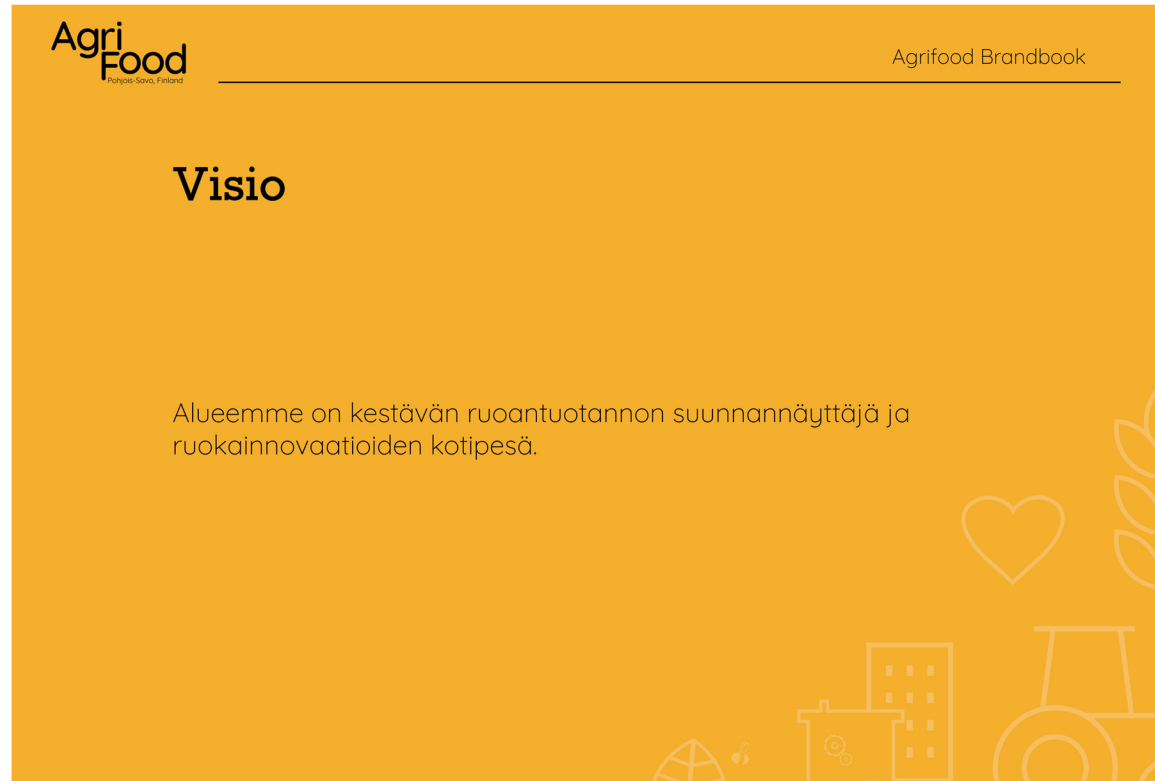 Agri
Food
Pohjois-Savo, Finland
Agrifood Brandbook
Visio
Alueemme on kestävän ruoantuotannon suunnannäyttäjä ja
ruokainnovaatioiden kotipesä.